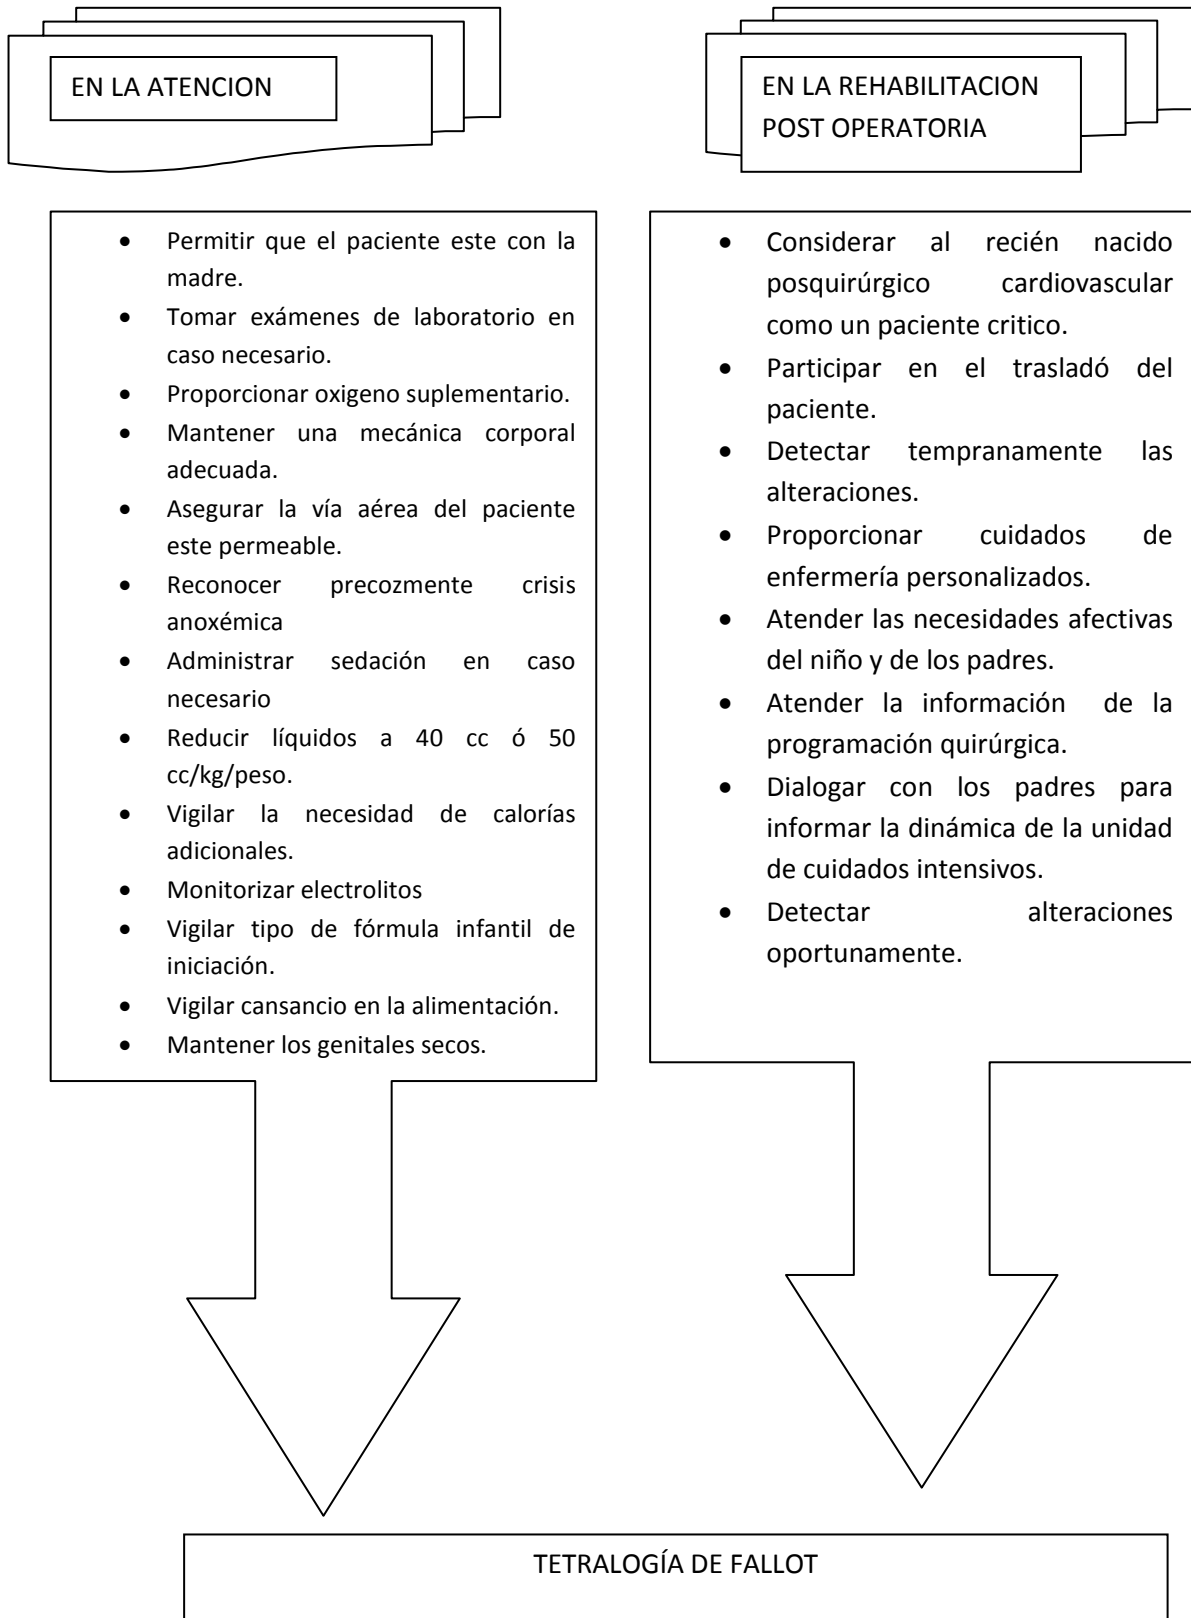 EN LA ATENCION
• Permitir que el paciente este con la
madre.
• Tomar exámenes de laboratorio en
caso necesario.
• Proporcionar oxigeno suplementario.
• Mantener una mecánica corporal
adecuada.
• Asegurar la vía aérea del paciente
este permeable.
• Reconocer precozmente crisis
anoxémica
• Administrar sedación en caso
necesario
• Reducir líquidos a 40 cc ó 50
cc/kg/peso.
• Vigilar la necesidad de calorías
adicionales.
• Monitorizar electrolitos
• Vigilar tipo de fórmula infantil de
iniciación.
• Vigilar cansancio en la alimentación.
• Mantener los genitales secos.
EN LA REHABILITACION
POST OPERATORIA
• Considerar al recién nacido
posquirúrgico cardiovascular
como un paciente critico.
• Participar en el trasladó del
paciente.
• Detectar tempranamente las
alteraciones.
• Proporcionar cuidados de
enfermería personalizados.
• Atender las necesidades afectivas
del niño y de los padres.
• Atender la información de la
programación quirúrgica.
• Dialogar con los padres para
informar la dinámica de la unidad
de cuidados intensivos.
• Detectar alteraciones
oportunamente.
TETRALOGÍA DE FALLOT